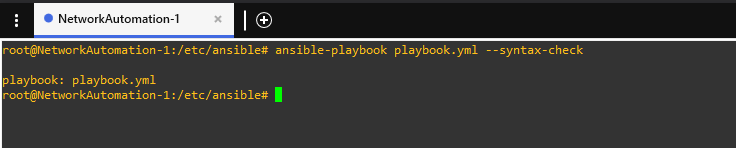 NetworkAutomation-1
root@NetworkAutomation-1:/etc/ansible# ansible-playbook playbook.yml --syntax-check
playbook: playbook.yml
root@NetworkAutomation-1:/etc/ansible#